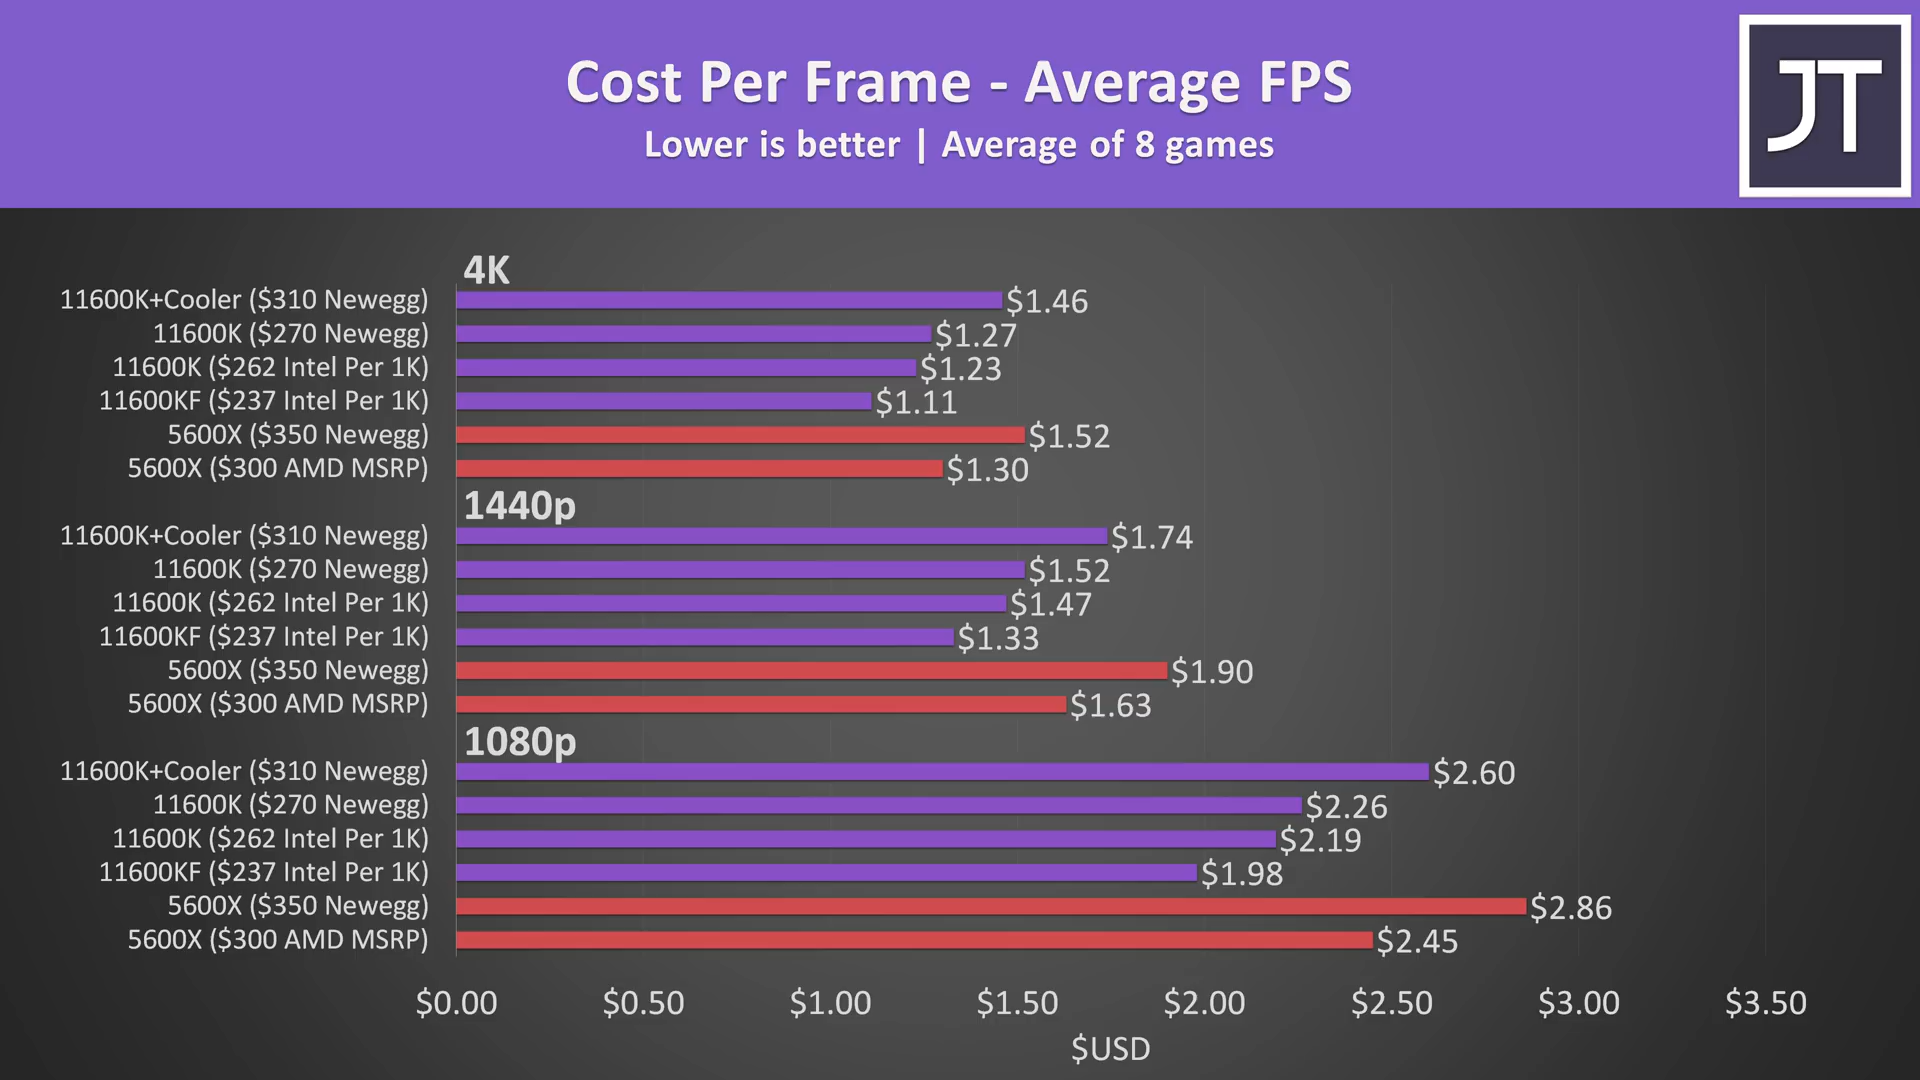 Cost Per Frame - Average FPS
Lower is better | Average of 8 games
JT
4K
11600K+Cooler ($310 Newegg) $1.46
11600K ($270 Newegg) $1.27
11600K ($262 Intel Per 1K) $1.23
11600KF ($237 Intel Per 1K) $1.11
5600X ($350 Newegg) $1.52
5600X ($300 AMD MSRP) $1.30
1440p
11600K+Cooler ($310 Newegg) $1.74
11600K ($270 Newegg) $1.52
11600K ($262 Intel Per 1K) $1.47
11600KF ($237 Intel Per 1K) $1.33
5600X ($350 Newegg) $1.90
5600X ($300 AMD MSRP) $1.63
1080p
11600K+Cooler ($310 Newegg) $2.60
11600K ($270 Newegg) $2.26
11600K ($262 Intel Per 1K) $2.19
11600KF ($237 Intel Per 1K) $1.98
5600X ($350 Newegg) $2.86
5600X ($300 AMD MSRP) $2.45
$0.00 $0.50 $1.00 $1.50 $2.00 $2.50 $3.00 $3.50
$USD